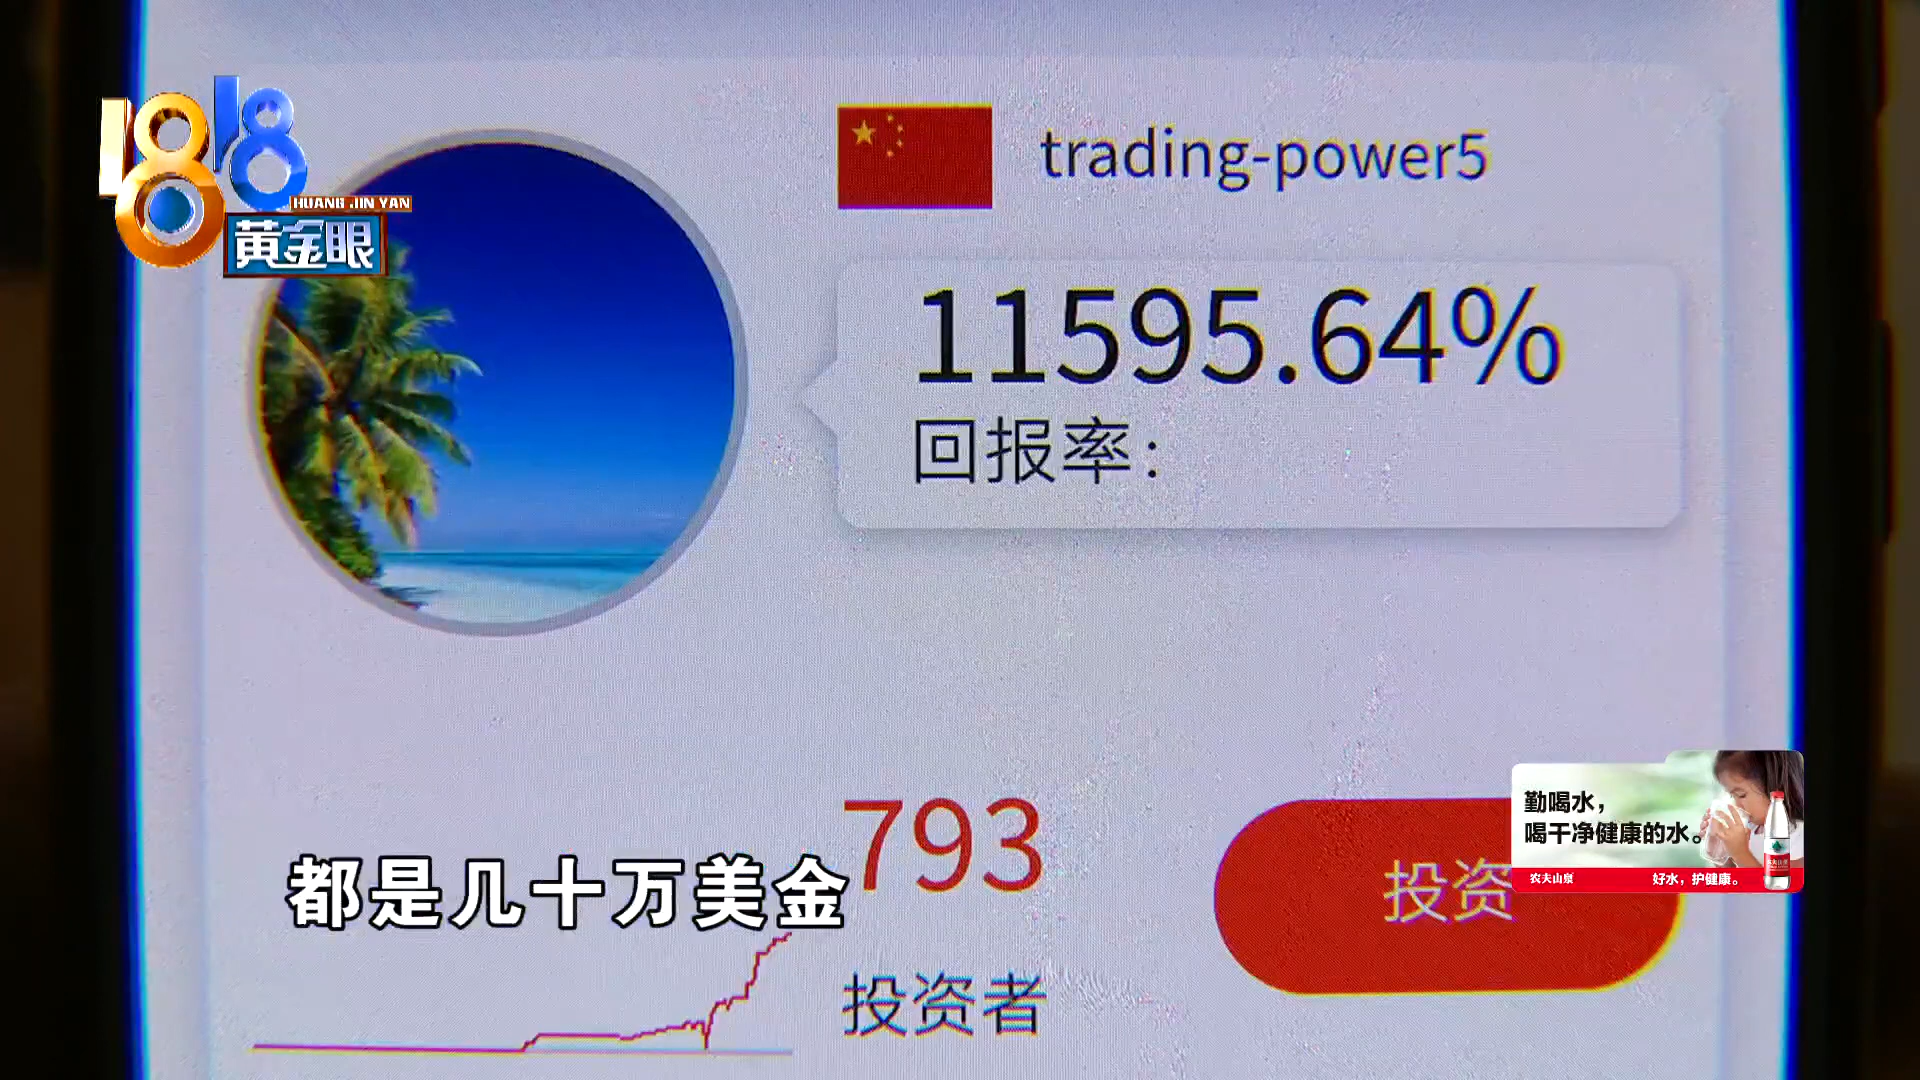 1818
HUANG JIN YAN
黄金眼
trading-power5
11595.64%
回报率:
793
投资者
投资
勤喝水，
喝干净健康的水。
农夫山泉
好水，护健康。
都是几十万美金